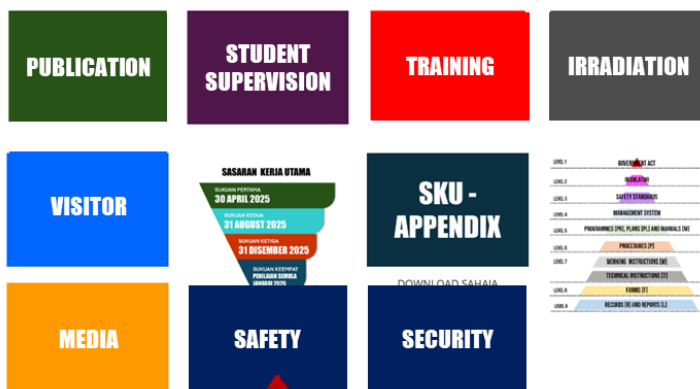 PUBLICATION
STUDENT
SUPERVISION
TRAINING
IRRADIATION
VISITOR
SASARAN KERJA UTAMA
SUKUAN PERTAMA
30 APRIL 2025
SUKUAN KEDUA
31 AUGUST 2025
SUKUAN KETIGA
31 DISEMBER 2025
SUKUAN KEEMPAT
PENILAIAN SEMULA
JANUARI 2026
SKU -
APPENDIX
DOWNLOAD SAHAJA
LEVEL 1 GOVERNMENT ACT
LEVEL 2 REGULATOR
LEVEL 3 SAFETY STANDARDS
LEVEL 4 MANAGEMENT SYSTEM
LEVEL 5 PROGRAMMES [PR], PLANS [PL] AND MANUALS [M]
LEVEL 6 PROCEDURES [P]
LEVEL 7 WORKING INSTRUCTIONS [W]
TECHNICAL INSTRUCTIONS [T]
LEVEL 8 FORMS [F]
LEVEL 9 RECORDS [R] AND REPORTS [L]
MEDIA
SAFETY
SECURITY